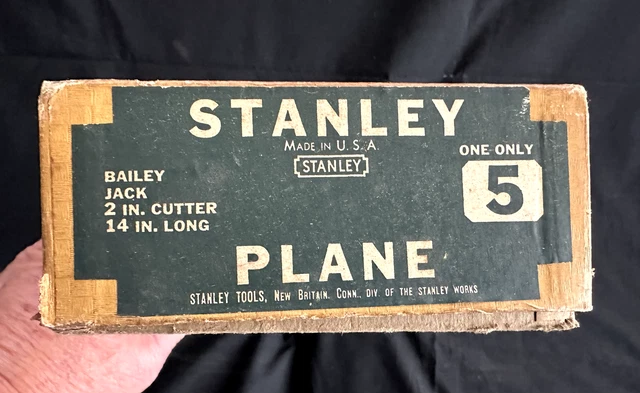 STANLEY
MADE IN U.S.A.
STANLEY
ONE ONLY
5
BAILEY
JACK
2 IN. CUTTER
14 IN. LONG
PLANE
STANLEY TOOLS, NEW BRITAIN, CONN., DIV OF THE STANLEY WORKS